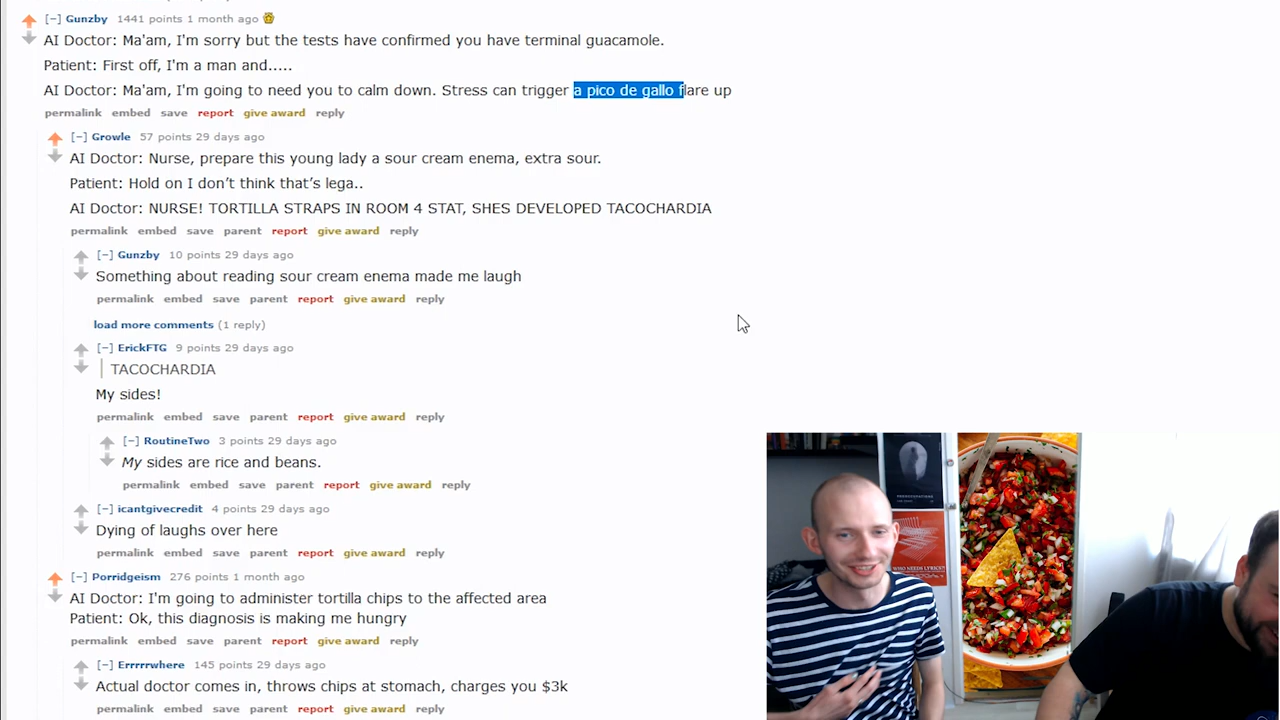 [–] Gunzby 1441 points 1 month ago
AI Doctor: Ma'am, I'm sorry but the tests have confirmed you have terminal guacamole.
Patient: First off, I'm a man and.....
AI Doctor: Ma'am, I'm going to need you to calm down. Stress can trigger a pico de gallo flare up
permalink embed save report give award reply
[–] Growle 57 points 29 days ago
AI Doctor: Nurse, prepare this young lady a sour cream enema, extra sour.
Patient: Hold on I don’t think that’s lega..
AI Doctor: NURSE! TORTILLA STRAPS IN ROOM 4 STAT, SHES DEVELOPED TACOCHARDIA
permalink embed save parent report give award reply
[–] Gunzby 10 points 29 days ago
Something about reading sour cream enema made me laugh
permalink embed save parent report give award reply
load more comments (1 reply)
[–] ErickFTG 9 points 29 days ago
TACOCHARDIA
My sides!
permalink embed save parent report give award reply
[–] RoutineTwo 3 points 29 days ago
My sides are rice and beans.
permalink embed save parent report give award reply
[–] icantgivecredit 4 points 29 days ago
Dying of laughs over here
permalink embed save parent report give award reply
[–] Porridgeism 276 points 1 month ago
AI Doctor: I'm going to administer tortilla chips to the affected area
Patient: Ok, this diagnosis is making me hungry
permalink embed save parent report give award reply
[–] Errrrrwhere 145 points 29 days ago
Actual doctor comes in, throws chips at stomach, charges you $3k
permalink embed save parent report give award reply
WHO NEEDS LYRICS?